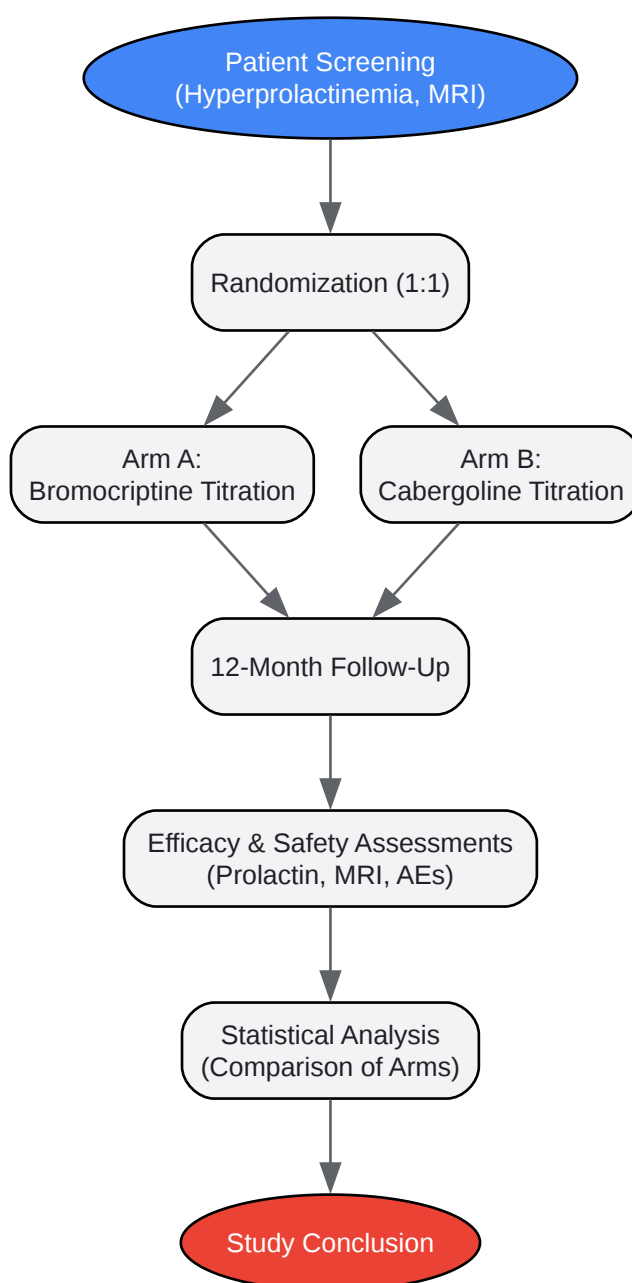 Patient Screening
(Hyperprolactinemia, MRI)
Randomization (1:1)
Arm A:
Bromocriptine Titration
Arm B:
Cabergoline Titration
12-Month Follow-Up
Efficacy & Safety Assessments
(Prolactin, MRI, AEs)
Statistical Analysis
(Comparison of Arms)
Study Conclusion